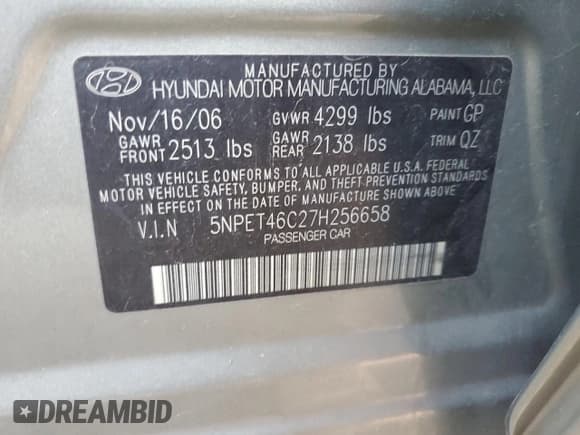 MANUFACTURED BY
HYUNDAI MOTOR MANUFACTURING ALABAMA, LLC
Nov/16/06 GVWR 4299 lbs PAINT GP
GAWR FRONT 2513 lbs GAWR REAR 2138 lbs TRIM QZ
THIS VEHICLE CONFORMS TO ALL APPLICABLE U.S.A. FEDERAL
MOTOR VEHICLE SAFETY, BUMPER, AND THEFT PREVENTION STANDARDS
IN EFFECT ON THE DATE OF MANUFACTURE SHOWN ABOVE.
V.I.N 5NPET46C27H256658
PASSENGER CAR
DREAMBID